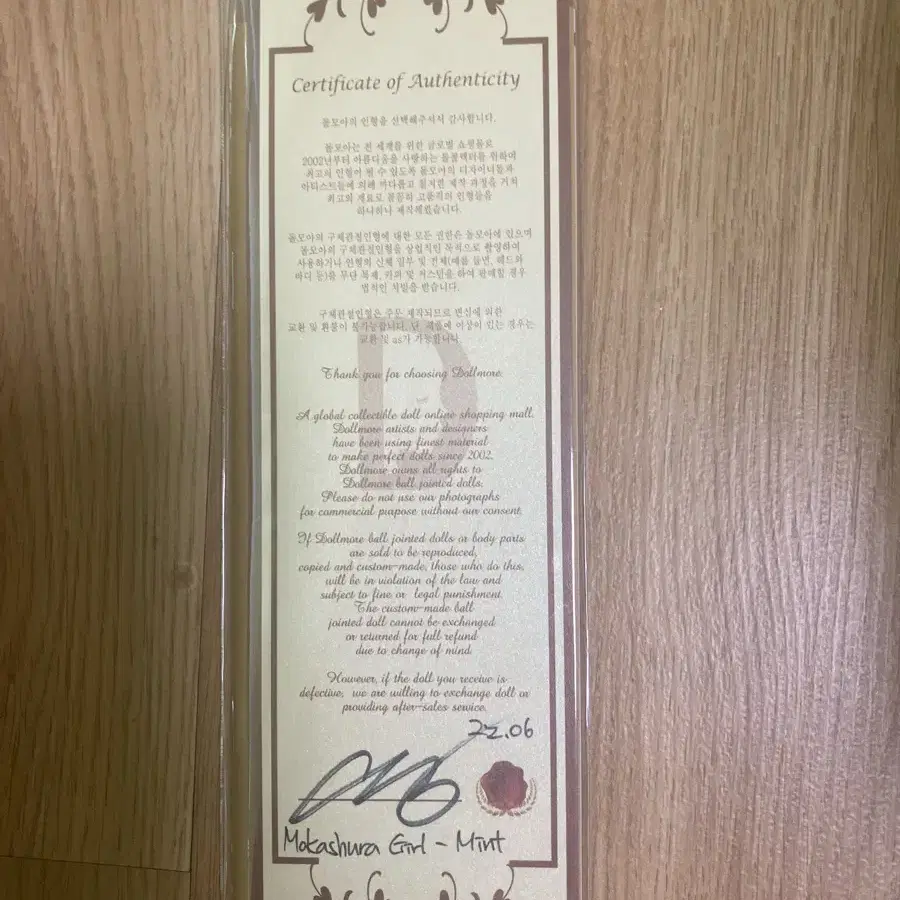 Certificate of Authenticity
돌모아의 인형을 선택해주셔서 감사합니다.
돌모아는 전 세계를 위한 글로벌 쇼핑몰로
2002년부터 아름다움을 사랑하는 돌콜렉터를 위하여
최고의 인형이 될 수 있도록 돌모아의 디자이너들과
아티스트들에 의해 까다롭고 철저한 제작 과정을 거쳐
최고의 재료로 꼼꼼히 고품격의 인형들을
하나하나 제작해왔습니다.
돌모아의 구체관절인형에 대한 모든 권한은 돌모아에 있으며
돌모아의 구체관절인형을 상업적인 목적으로 촬영하여
사용하거나 인형의 신체 일부 및 전체(예를 들면, 헤드와
바디 등)를 무단 복제, 카피 및 커스텀을 하여 판매할 경우
법적인 처벌을 받습니다.
구체관절인형은 주문 제작되므로 변심에 의한
교환 및 환불이 불가능합니다. 단, 제품에 이상이 있는 경우는
교환 및 as가 가능합니다
Thank you for choosing Dollmore.
A global collectible doll online shopping mall.
Dollmore artists and designers
have been using finest material
to make perfect dolls since 2002.
Dollmore owns all rights to
Dollmore ball jointed dolls.
Please do not use our photographs
for commercial purpose without our consent.
If Dollmore ball jointed dolls or body parts
are sold to be reproduced,
copied and custom-made, those who do this,
will be in violation of the law and
subject to fine or legal punishment.
The custom-made ball
jointed doll cannot be exchanged
or returned for full refund
due to change of mind.
However, if the doll you receive is
defective, we are willing to exchange doll or
providing after-sales service.
22.06
Mokashura Girl - Mint